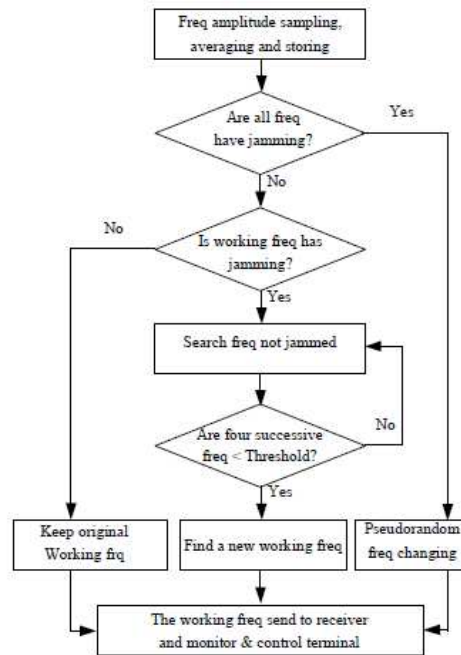 Freq amplitude sampling,
averaging and storing
Are all freq
have jamming?
Yes
No
No
Is working freq has
jamming?
Yes
Search freq not jammed
No
Are four successive
freq < Threshold?
Yes
Keep original
Working frq
Find a new working freq
Pseudorandom
freq changing
The working freq send to receiver
and monitor & control terminal